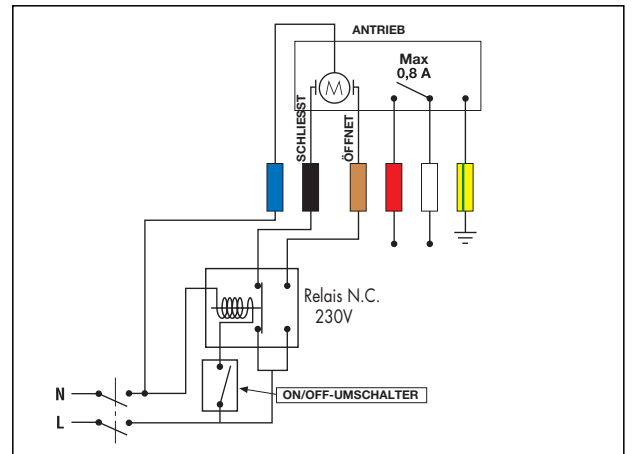 ANTRIEB
Max
0,8 A
M
SCHLIESST
ÖFFNET
Relais N.C.
230V
N
ON/OFF-UMSCHALTER
L